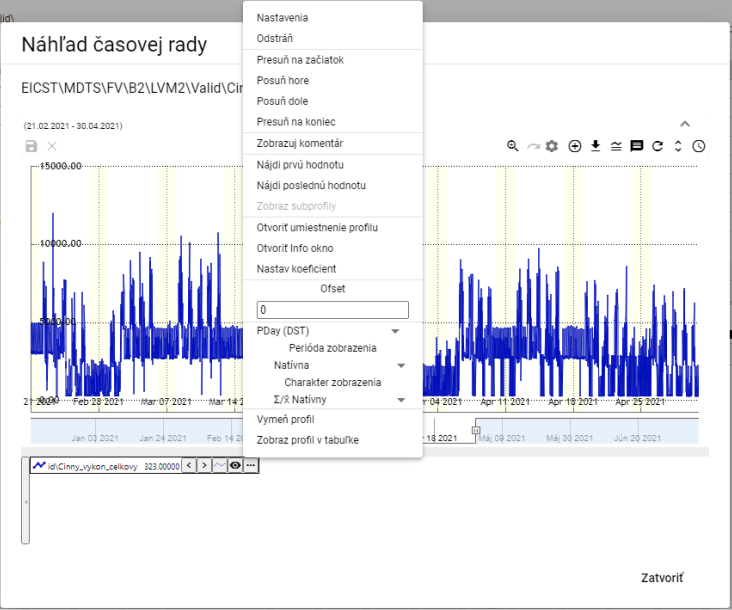 lid\
Náhľad časovej rady
EICST\MDTS\FV\B2\LVM2\Valid\Cin
(21.02.2021 - 30.04.2021)
Nastavenia
Odstráň
Presuň na začiatok
Posuň hore
Posuň dole
Presuň na koniec
Zobrazuj komentár
Nájdi prvú hodnotu
Nájdi poslednú hodnotu
Zobraz subprofily
Otvoriť umiestnenie profilu
Otvoriť Info okno
Nastav koeficient
Ofset
0
PDay (DST)
Perióda zobrazenia
Natívna
Charakter zobrazenia
Σ/x̄ Natívny
Vymeň profil
Zobraz profil v tabuľke
15000.00
10000.00
5000.00
0.00
21 2021 Feb 28 2021 Mar 07 2021 Mar 14 2 r 04 2021 Apr 11 2021 Apr 18 2021 Apr 25 2021
Jan 03 2021 Jan 24 2021 Feb 14 20 r 18 2021 Máj 09 2021 Máj 30 2021 Jún 20 2021
id\Cinny_vykon_celkovy 323,00000
Zatvoriť